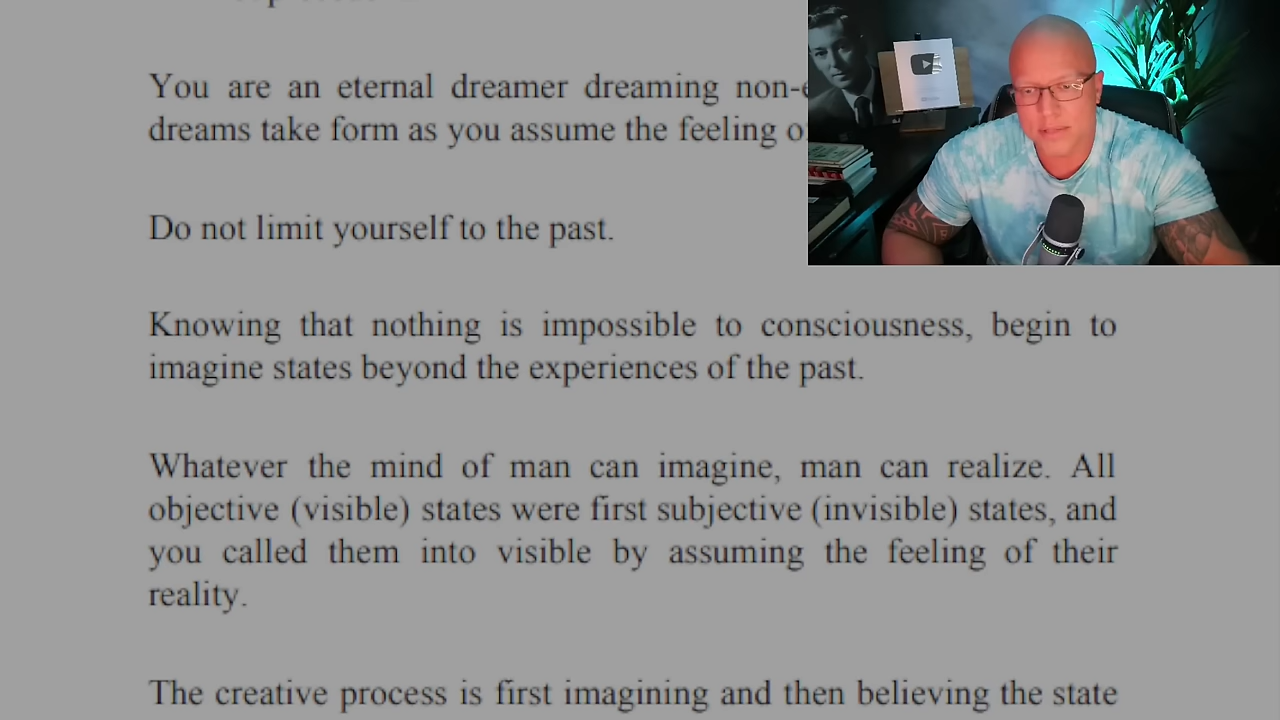 You are an eternal dreamer dreaming
dreams take form as you assume the feeling
Do not limit yourself to the past.
Knowing that nothing is impossible to consciousness, begin to
imagine states beyond the experiences of the past.
Whatever the mind of man can imagine, man can realize. All
objective (visible) states were first subjective (invisible) states, and
you called them into visible by assuming the feeling of their
reality.
The creative process is first imagining and then believing the state